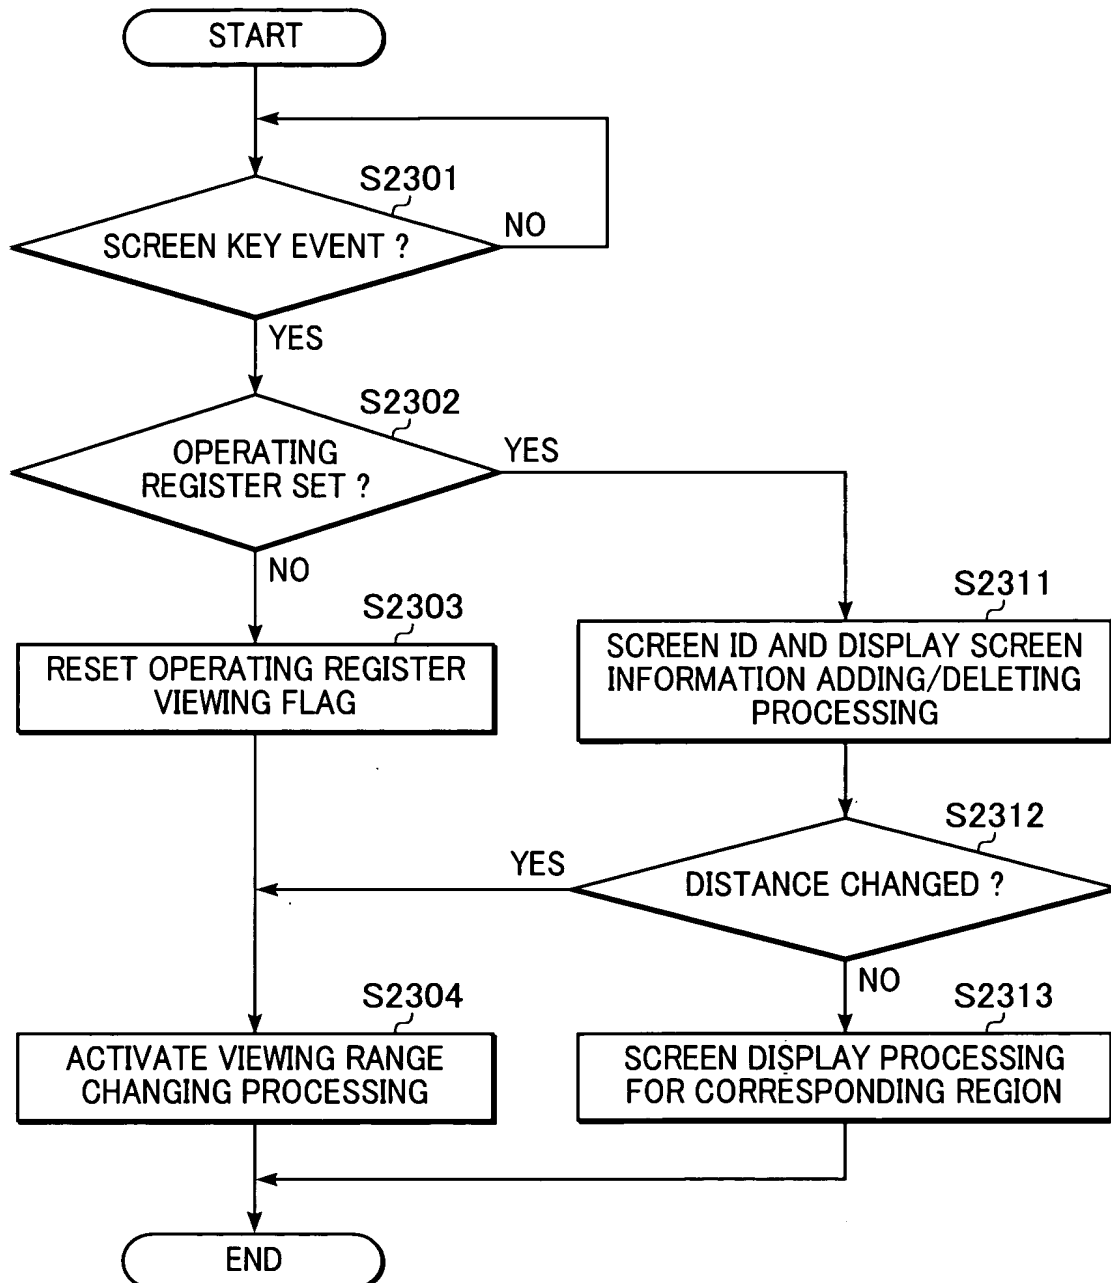 START
S2301
SCREEN KEY EVENT ?
NO
YES
S2302
OPERATING
REGISTER SET ?
YES
NO
S2303
RESET OPERATING REGISTER
VIEWING FLAG
S2311
SCREEN ID AND DISPLAY SCREEN
INFORMATION ADDING/DELETING
PROCESSING
S2312
DISTANCE CHANGED ?
YES
NO
S2304
ACTIVATE VIEWING RANGE
CHANGING PROCESSING
S2313
SCREEN DISPLAY PROCESSING
FOR CORRESPONDING REGION
END